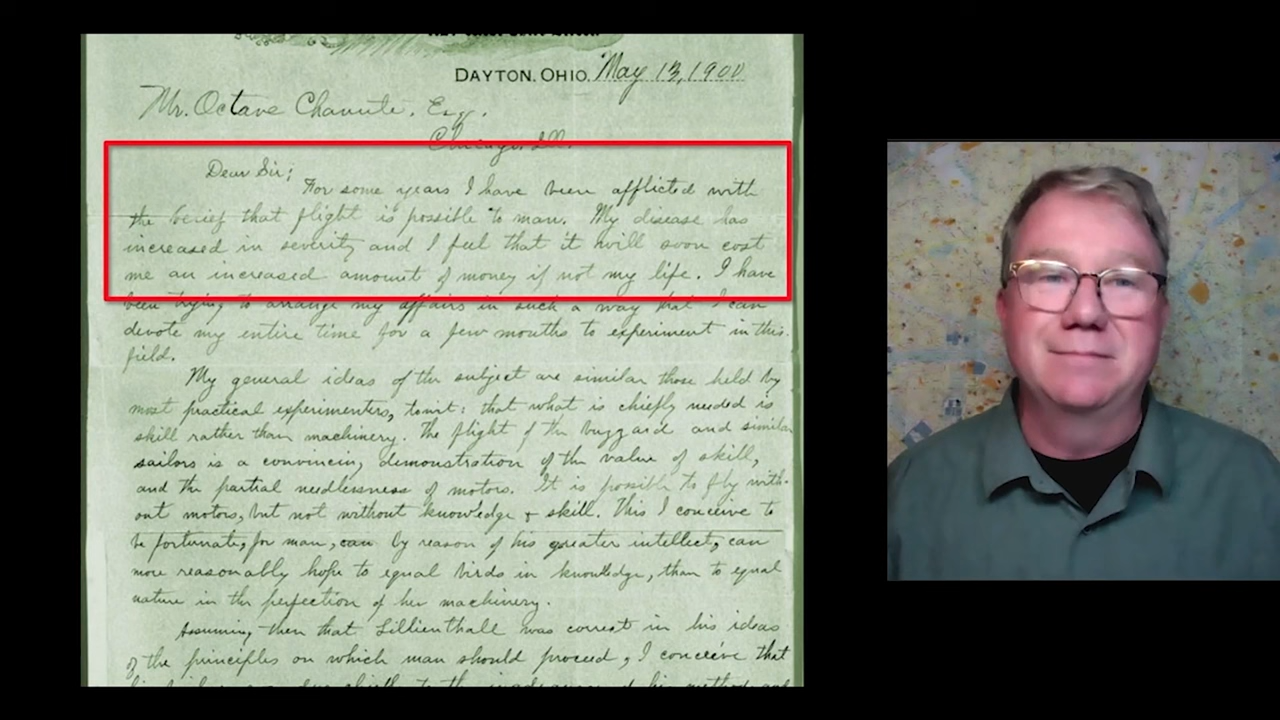 DAYTON, OHIO, May 13, 1900
Mr. Octave Chanute, Esq.
Chicago, Ill.
Dear Sir;
For some years I have been afflicted with
the belief that flight is possible to man. My disease has
increased in severity and I feel that it will soon cost
me an increased amount of money if not my life. I have
been trying to arrange my affairs in such a way that I can
devote my entire time for a few months to experiment in this
field.
My general ideas of the subject are similar those held by
most practical experimenters, towit: that what is chiefly needed is
skill rather than machinery. The flight of the buzzard and similar
sailors is a convincing demonstration of the value of skill,
and the partial needlessness of motors. It is possible to fly with-
out motors, but not without knowledge & skill. This I conceive to
be fortunate, for man, can by reason of his greater intellect, can
more reasonably hope to equal birds in knowledge, than to equal
nature in the perfection of her machinery.
Assuming then that Lillienthall was correct in his ideas
of the principles on which man should proceed, I conceive that